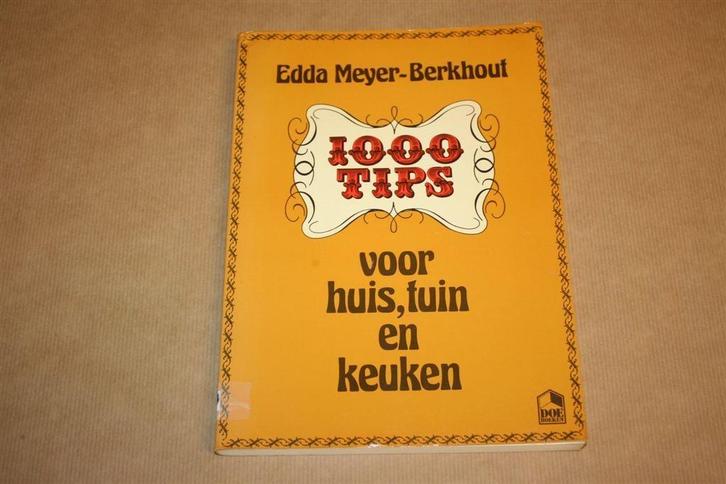 Edda Meyer-Berkhout
1000
TIPS
voor
huis, tuin
en
keuken
DOE
BOEKEN